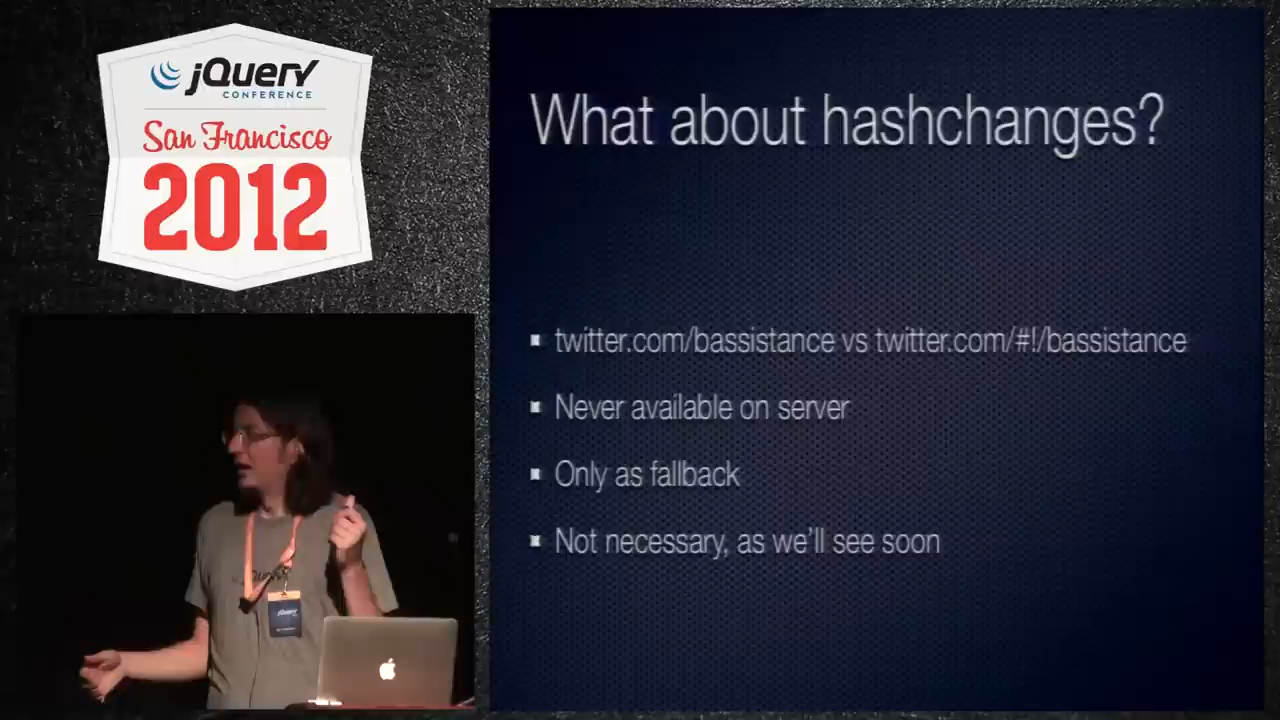 jQuery
CONFERENCE
San Francisco
2012
What about hashchanges?
twitter.com/bassistance vs twitter.com/#!/bassistance
Never available on server
Only as fallback
Not necessary, as we'll see soon
jQuery